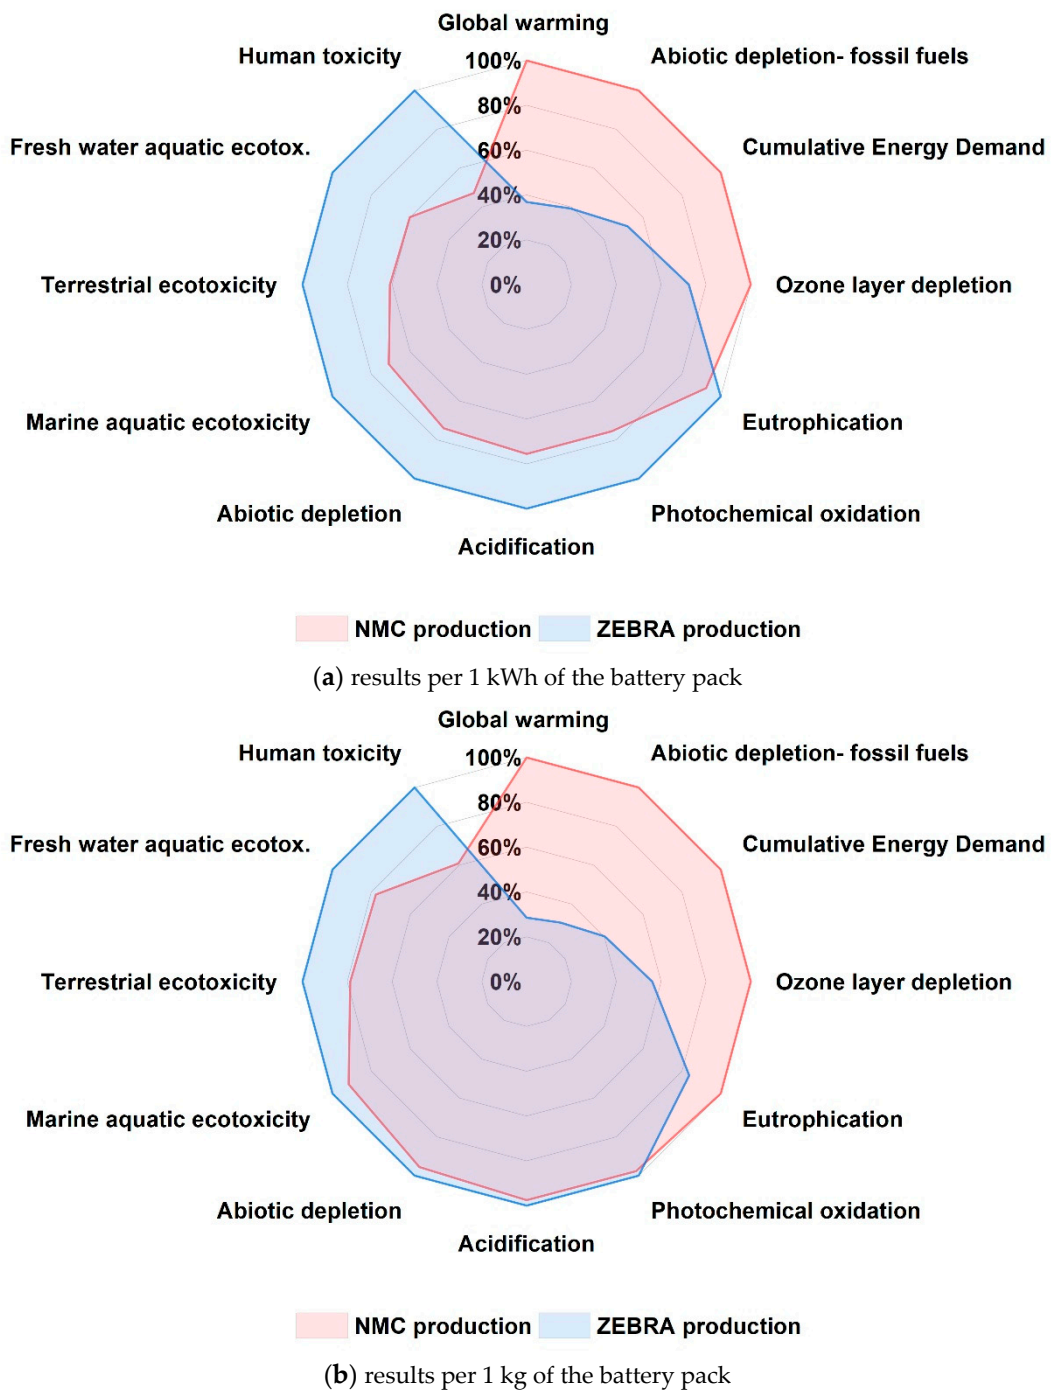 Global warming
Human toxicity
Abiotic depletion- fossil fuels
100%
80%
Fresh water aquatic ecotox.
Cumulative Energy Demand
60%
40%
20%
Terrestrial ecotoxicity
0%
Ozone layer depletion
Marine aquatic ecotoxicity
Eutrophication
Abiotic depletion
Photochemical oxidation
Acidification
NMC production ZEBRA production
(a) results per 1 kWh of the battery pack
Global warming
Human toxicity
Abiotic depletion- fossil fuels
100%
80%
Fresh water aquatic ecotox.
Cumulative Energy Demand
60%
40%
20%
Terrestrial ecotoxicity
0%
Ozone layer depletion
Marine aquatic ecotoxicity
Eutrophication
Abiotic depletion
Photochemical oxidation
Acidification
NMC production ZEBRA production
(b) results per 1 kg of the battery pack